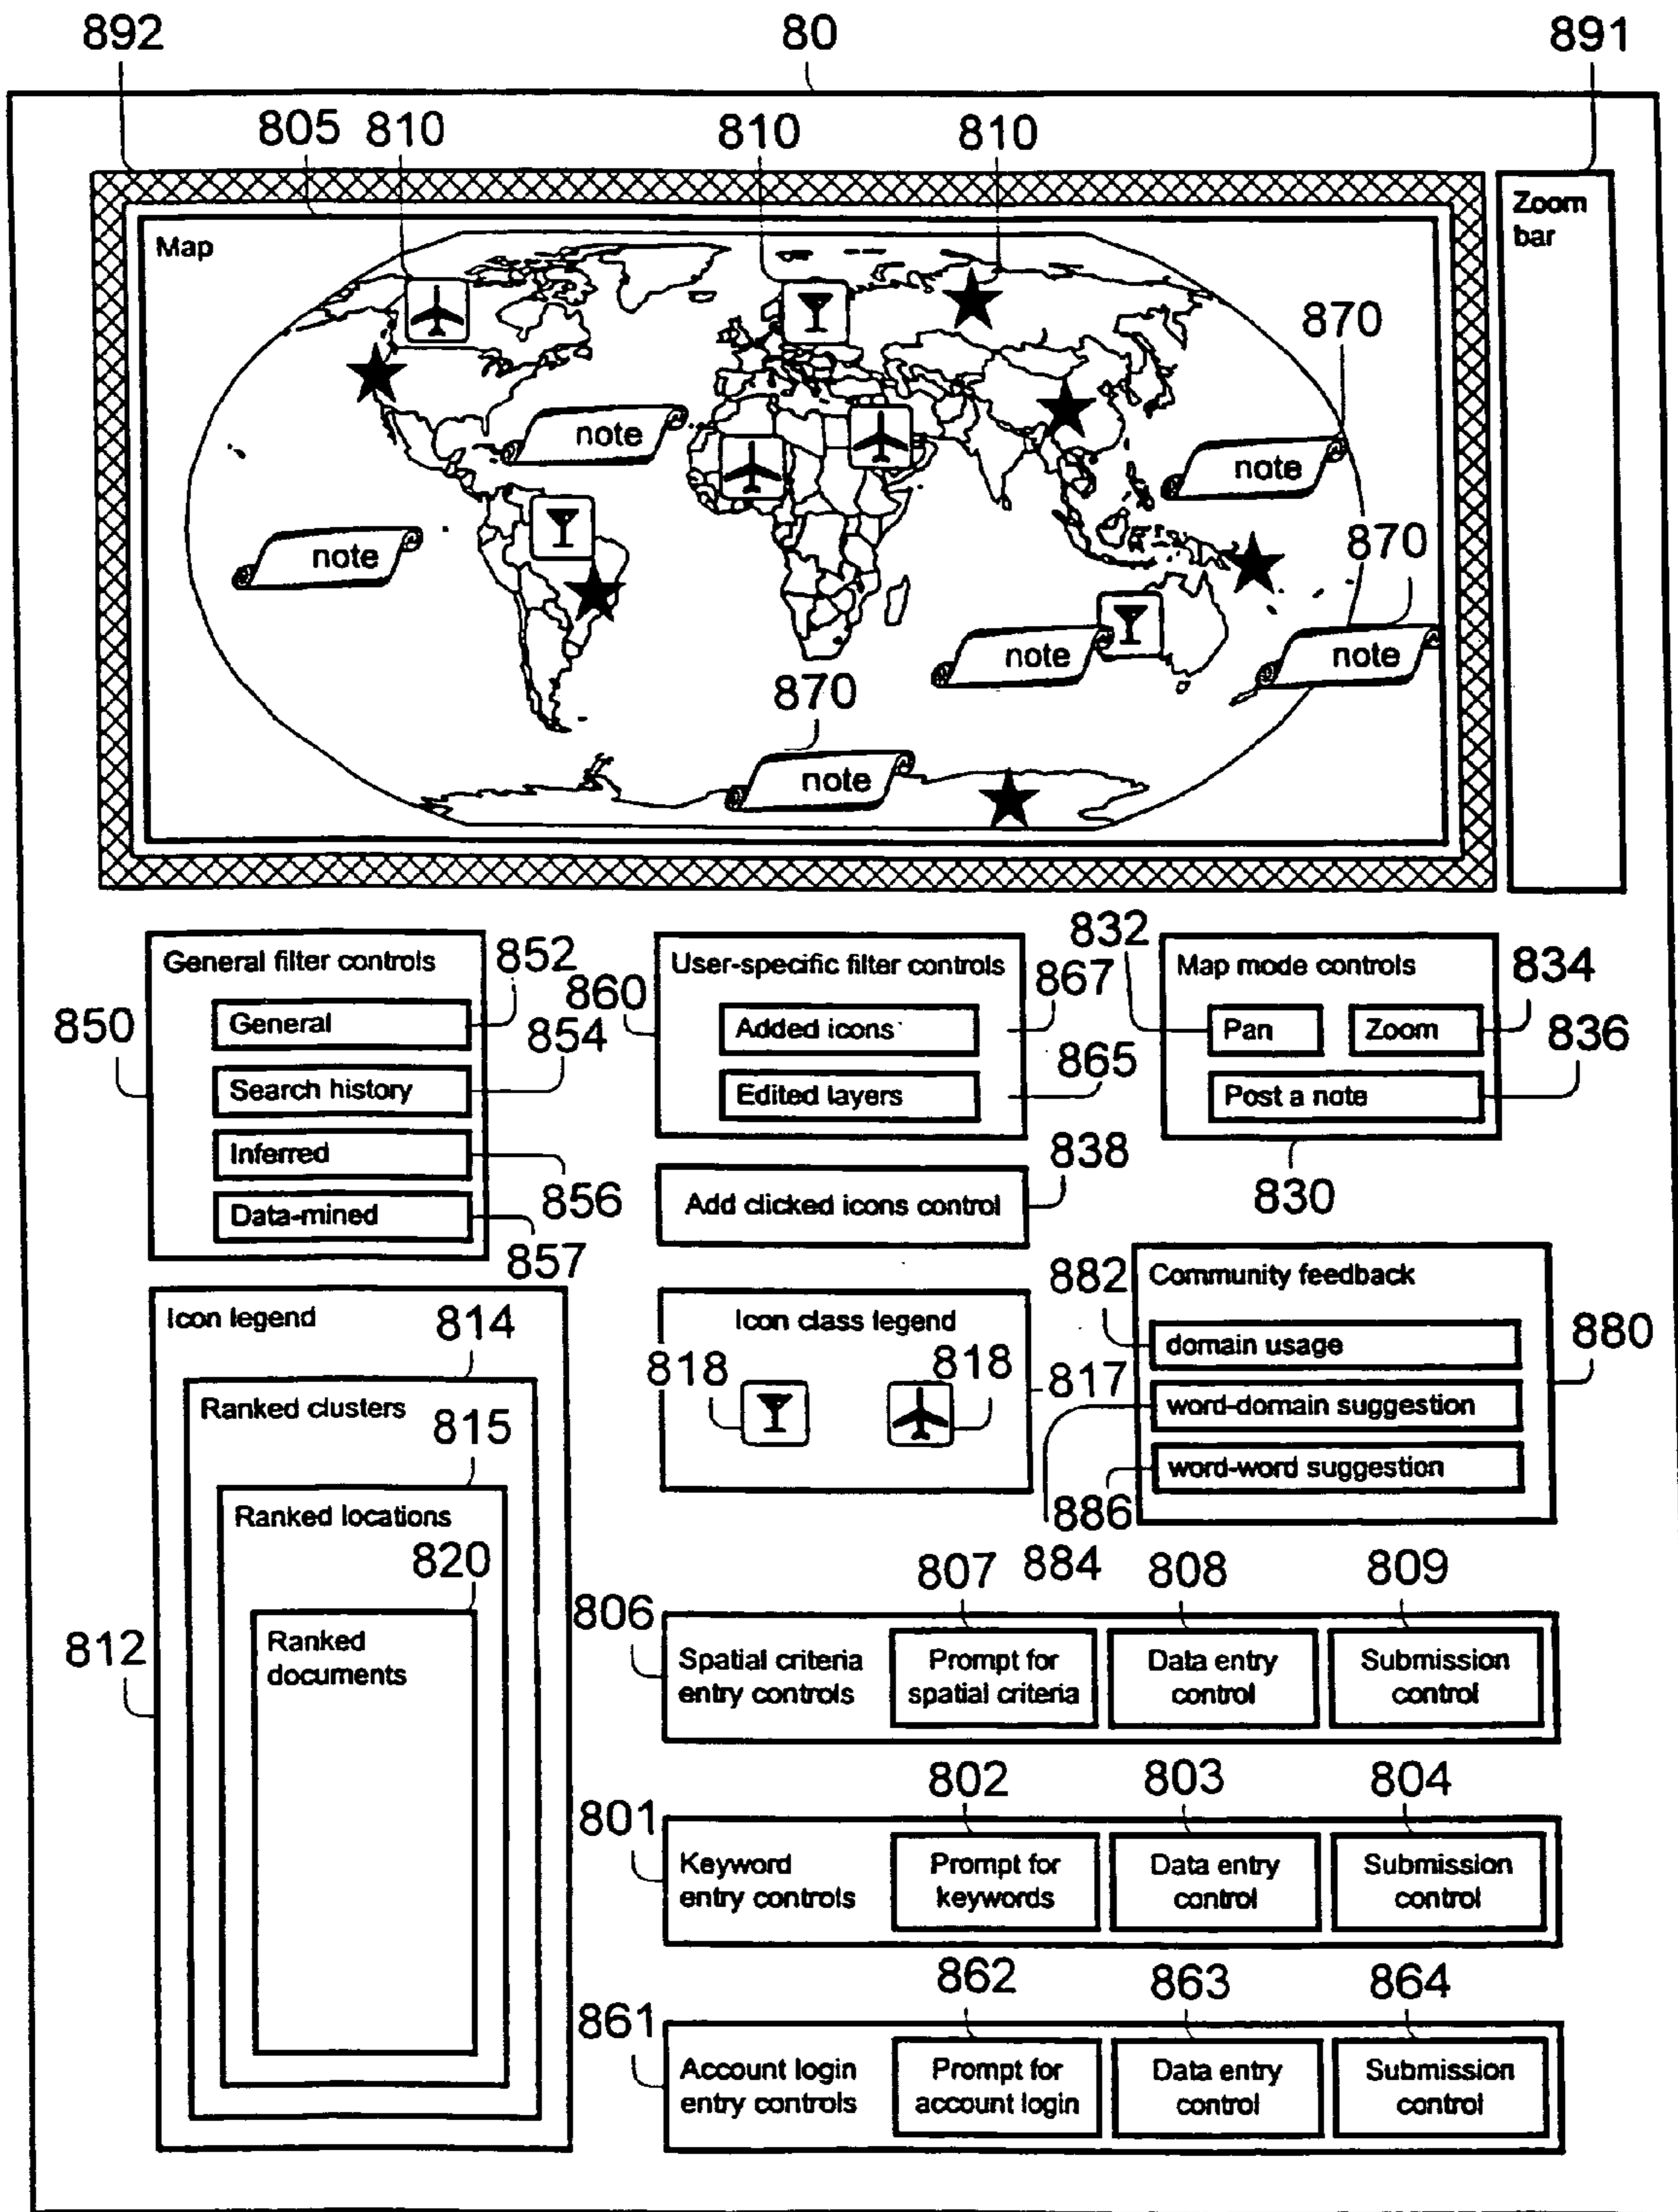 892
80
891
805
810
810
810
Zoom
bar
Map
870
note
note
note
870
note
note
870
note
General filter controls
852
General
854
Search history
850
Inferred
856
Data-mined
857
User-specific filter controls
860
867
Added icons
865
Edited layers
838
Add clicked icons control
832
Map mode controls
834
Pan
Zoom
836
Post a note
830
Icon legend
814
Ranked clusters
815
Ranked locations
820
Ranked
documents
812
Icon class legend
818
818
817
882
Community feedback
880
domain usage
word-domain suggestion
word-word suggestion
886
884
807
808
809
806
Spatial criteria
entry controls
Prompt for
spatial criteria
Data entry
control
Submission
control
802
803
804
801
Keyword
entry controls
Prompt for
keywords
Data entry
control
Submission
control
862
863
864
861
Account login
entry controls
Prompt for
account login
Data entry
control
Submission
control